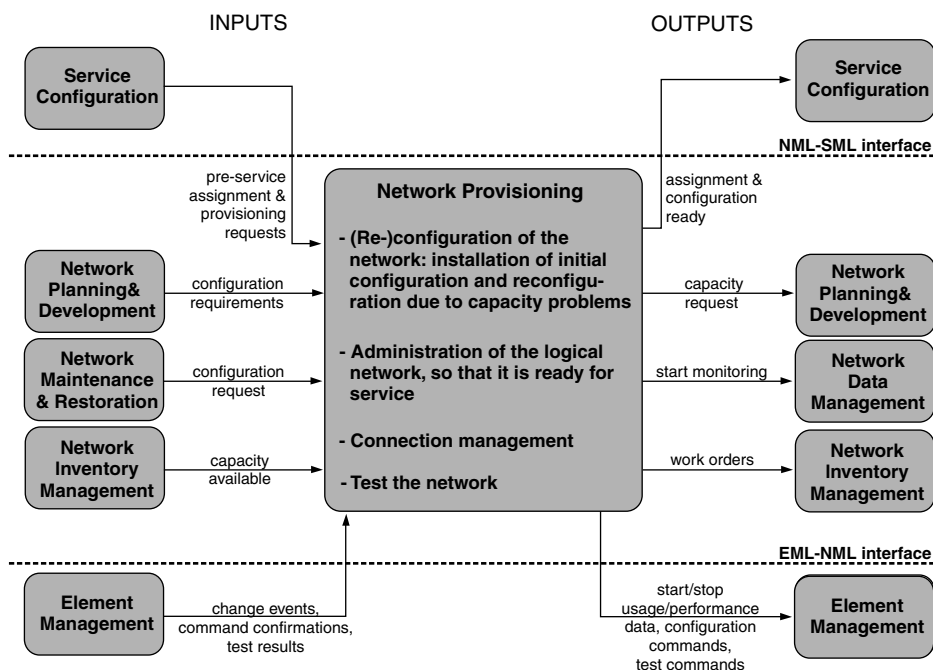 INPUTS
OUTPUTS
Service
Configuration
Service
Configuration
NML-SML interface
pre-service
assignment &
provisioning
requests
assignment &
configuration
ready
Network Provisioning
- (Re-)configuration of the
network: installation of initial
configuration and reconfigu-
ration due to capacity problems
- Administration of the logical
network, so that it is ready for
service
- Connection management
- Test the network
Network
Planning&
Development
configuration
requirements
capacity
request
Network
Planning&
Development
Network
Maintenance
& Restoration
configuration
request
start monitoring
Network
Data
Management
Network
Inventory
Management
capacity
available
work orders
Network
Inventory
Management
EML-NML interface
Element
Management
change events,
command confirmations,
test results
start/stop
usage/performance
data, configuration
commands,
test commands
Element
Management